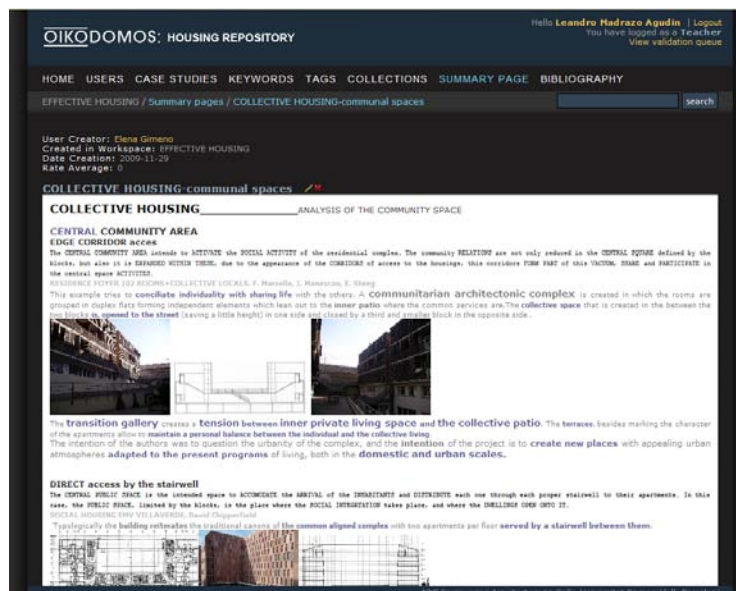 Hello Leandro Madrazo Agudin | Logout
You have logged as a Teacher
View validation queue
OIKODOMOS: HOUSING REPOSITORY
HOME USERS CASE STUDIES KEYWORDS TAGS COLLECTIONS SUMMARY PAGE BIBLIOGRAPHY
EFFECTIVE HOUSING / Summary pages / COLLECTIVE HOUSING-communal spaces
search
User Creator: Elena Gimeno
Created in Workspace: EFFECTIVE HOUSING
Date Creation: 2009-11-29
Rate Average: 0
COLLECTIVE HOUSING-communal spaces
COLLECTIVE HOUSING ANALYSIS OF THE COMMUNITY SPACE
CENTRAL COMMUNITY AREA
EDGE CORRIDOR acces
The CENTRAL COMMUNITY AREA intends to ACTIVATE the SOCIAL ACTIVITY of the residential complex. The community RELATIONS are not only reduced in the CENTRAL SQUARE defined by the
blocks, but also it is EXPANDED WITHIN THESE, due to the appearance of the CORRIDORS of access to the housings, this corridors FORM PART of this VACUUM, SHARE and PARTICIPATE in
the central space ACTIVITIES.
RESIDENCE FOYER 102 ROOMS+COLLECTIVE LOCALS.
This example tries to conciliate individuality with sharing life with the others. A communitarian architectonic complex is created in which the rooms are
grouped in duplex flats forming independent elements which lean out to the inner patio where the common services are.The collective space that is created in the between the
two blocks is, opened to the street (saving a little height) in one side and closed by a third and smaller block in the opposite side..
The transition gallery creates a tension between inner private living space and the collective patio. The terraces, besides marking the character
of the apartments allow to maintain a personal balance between the individual and the collective living.
The intention of the authors was to question the urbanity of the complex, and the intention of the project is to create new places with appealing urban
atmospheres adapted to the present programs of living, both in the domestic and urban scales..
DIRECT access by the stairwell
The CENTRAL PUBLIC SPACE is the intended space to ACCOMODATE the ARRIVAL of the INHABITANTS and DISTRIBUTE each one through each proper stairwell to their apartments. In this
case, the PUBLIC SPACE, limited by the blocks, is the place where the SOCIAL INTEGRATION takes place, and where the DWELLINGS OPEN ONTO IT.
SOCIAL HOUSING EMV VILLAVERDE, David Chipperfield
Typologically the building reiterates the traditional canons of the common aligned complex with two apartments per floor served by a stairwell between them.